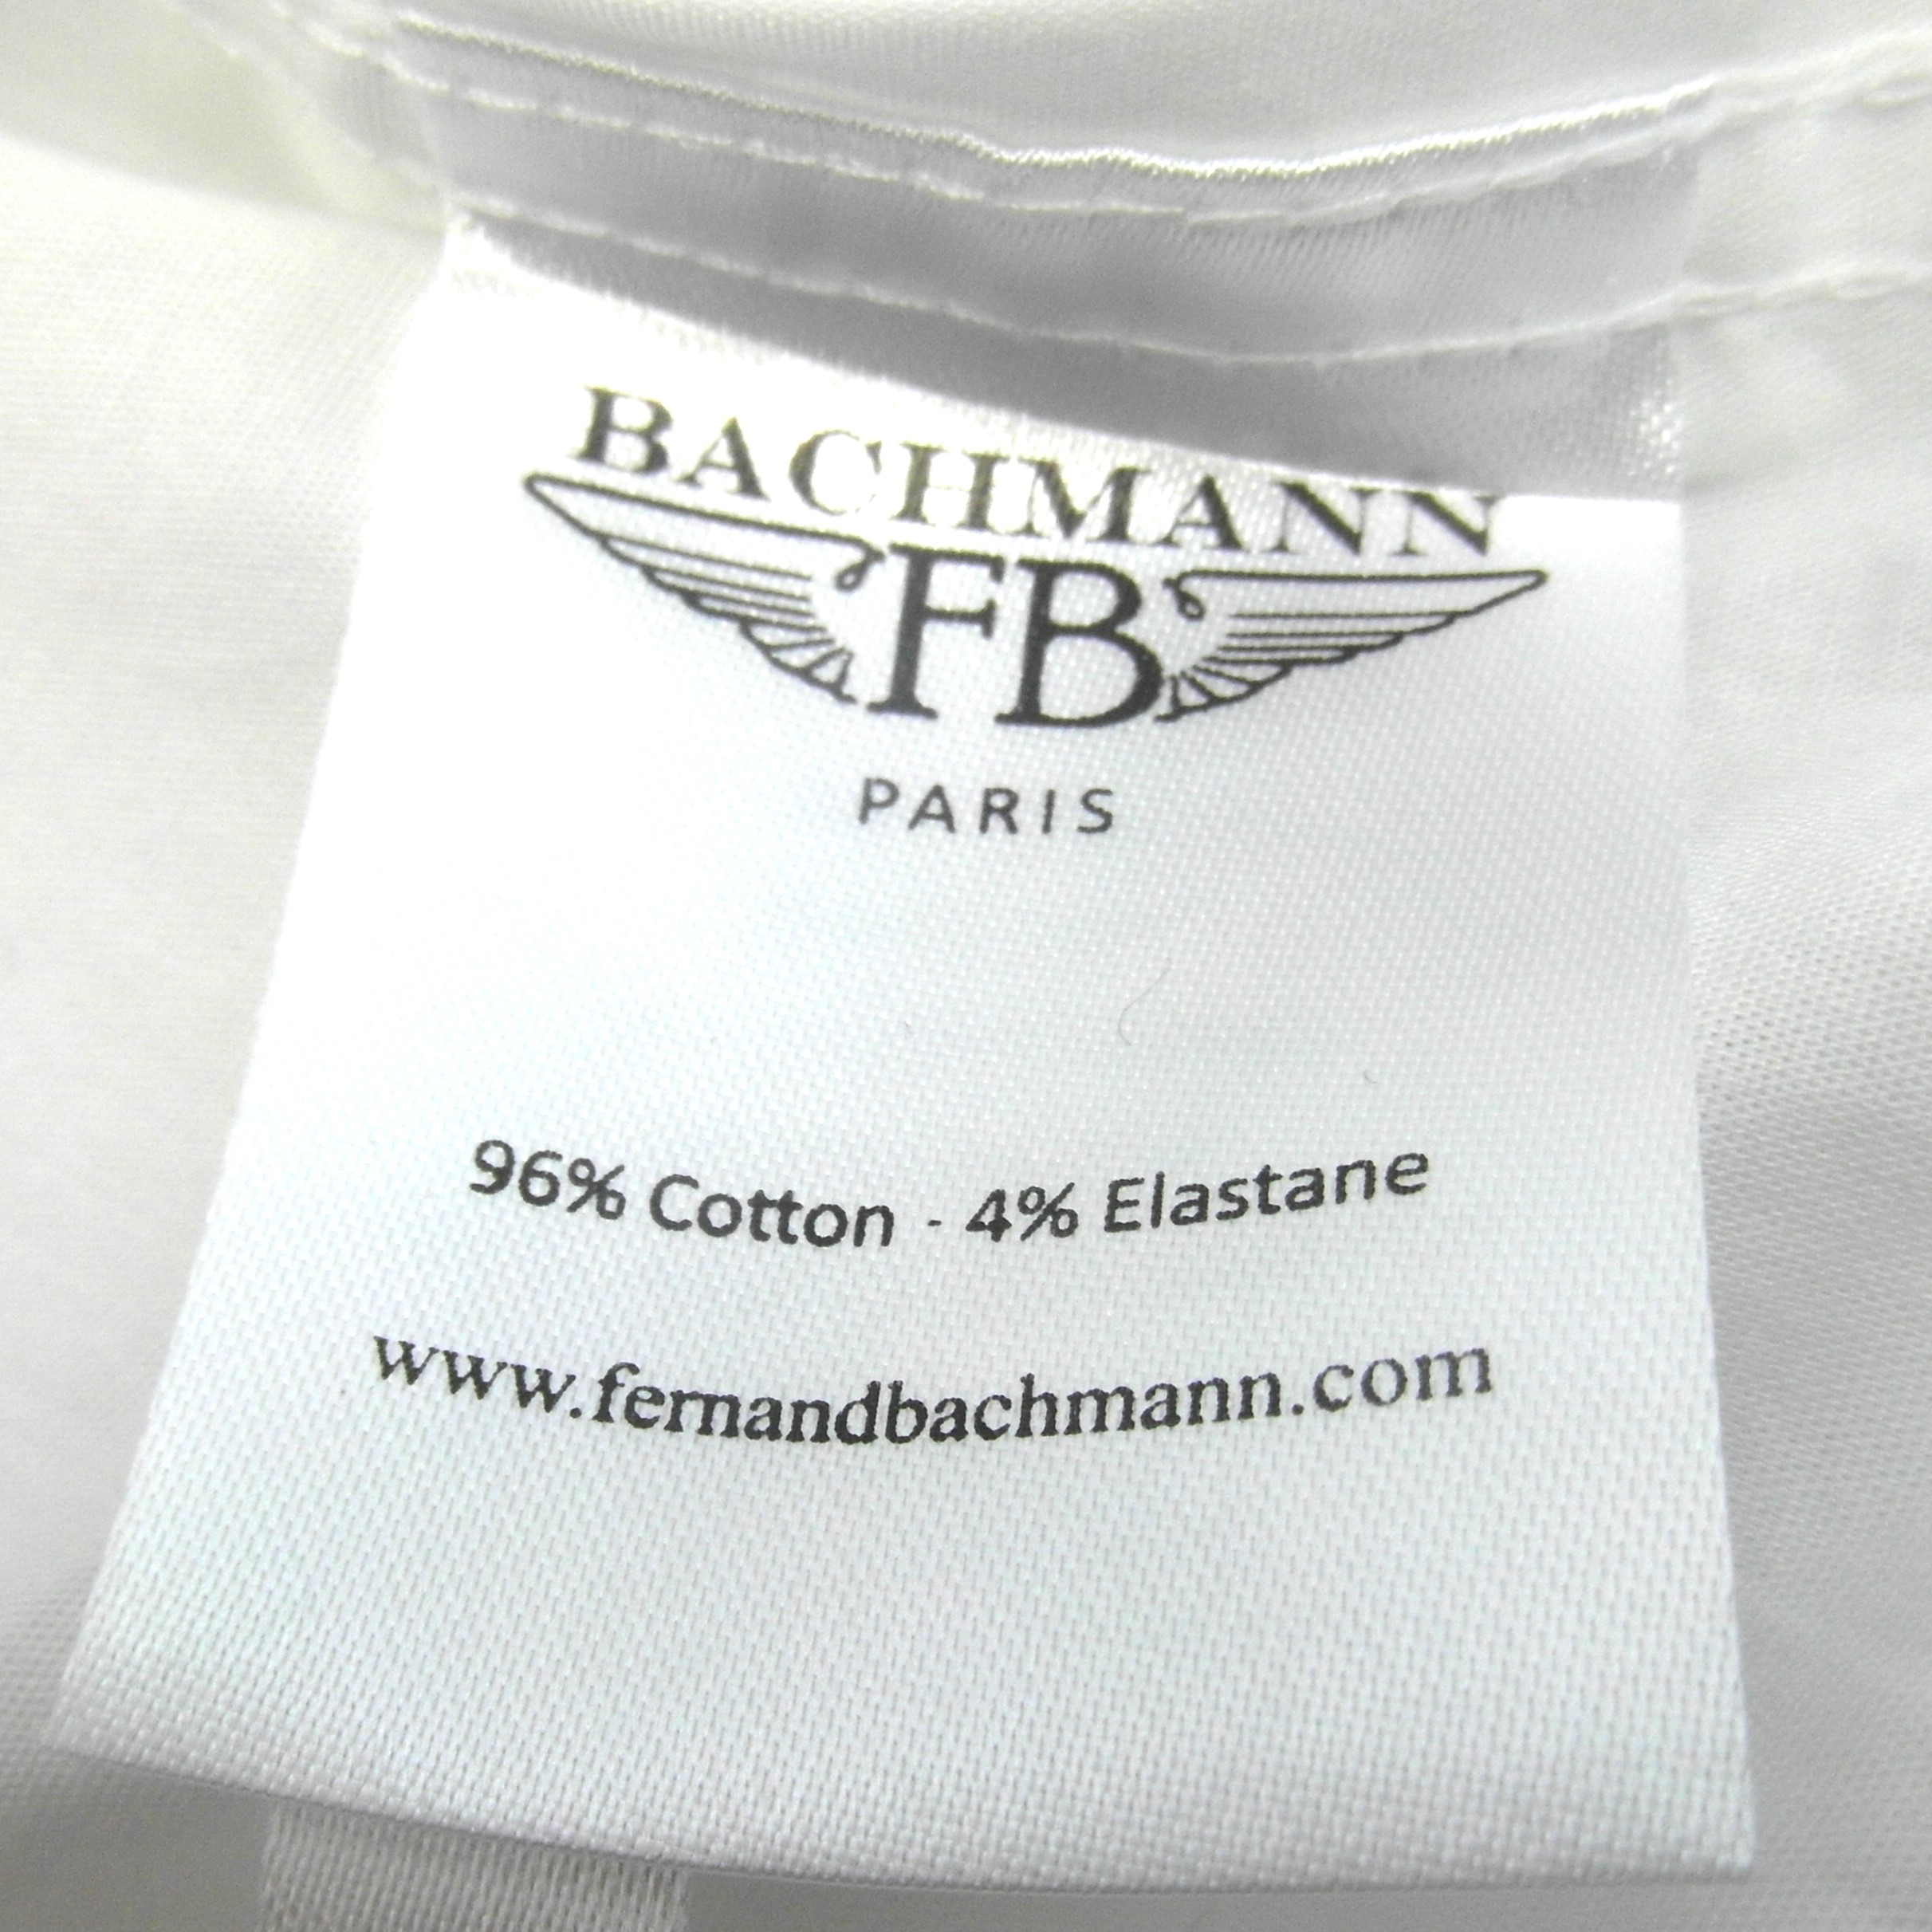 BACHMANN
FB
PARIS
96% Cotton - 4% Elastane
www.fernandbachmann.com